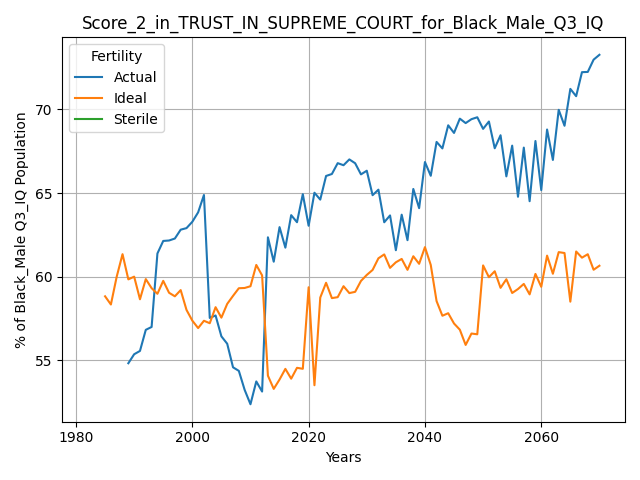 Score_2_in_TRUST_IN_SUPREME_COURT_for_Black_Male_Q3_IQ
Fertility
Actual
Ideal
Sterile
% of Black_Male Q3_IQ Population
70
65
60
55
1980
2000
2020
2040
2060
Years